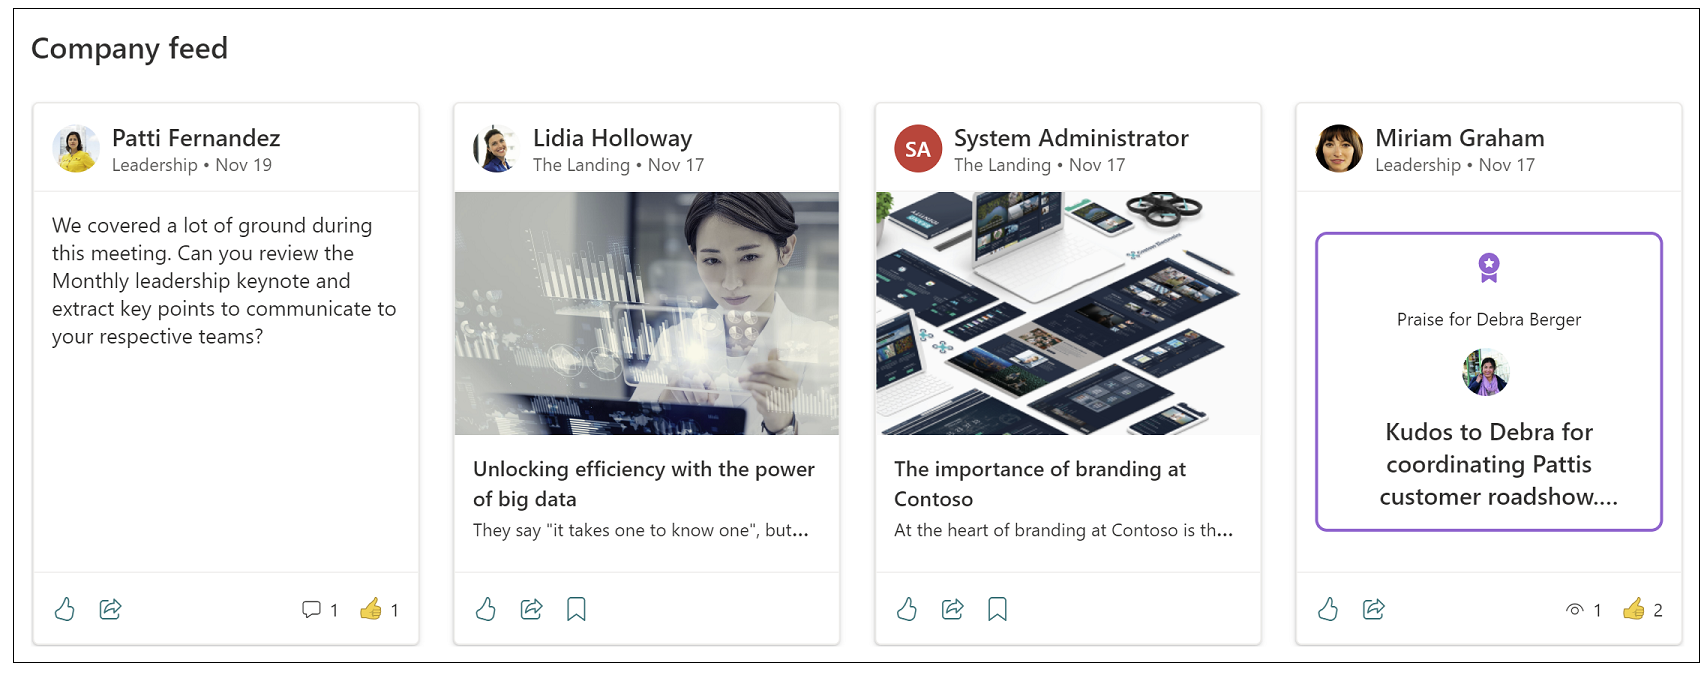 Company feed
Patti Fernandez
Leadership • Nov 19
We covered a lot of ground during
this meeting. Can you review the
Monthly leadership keynote and
extract key points to communicate to
your respective teams?
1
1
Lidia Holloway
The Landing • Nov 17
Unlocking efficiency with the power
of big data
They say "it takes one to know one", but...
SA
System Administrator
The Landing • Nov 17
The importance of branding at
Contoso
At the heart of branding at Contoso is th...
Miriam Graham
Leadership • Nov 17
Praise for Debra Berger
Kudos to Debra for
coordinating Pattis
customer roadshow....
1
2